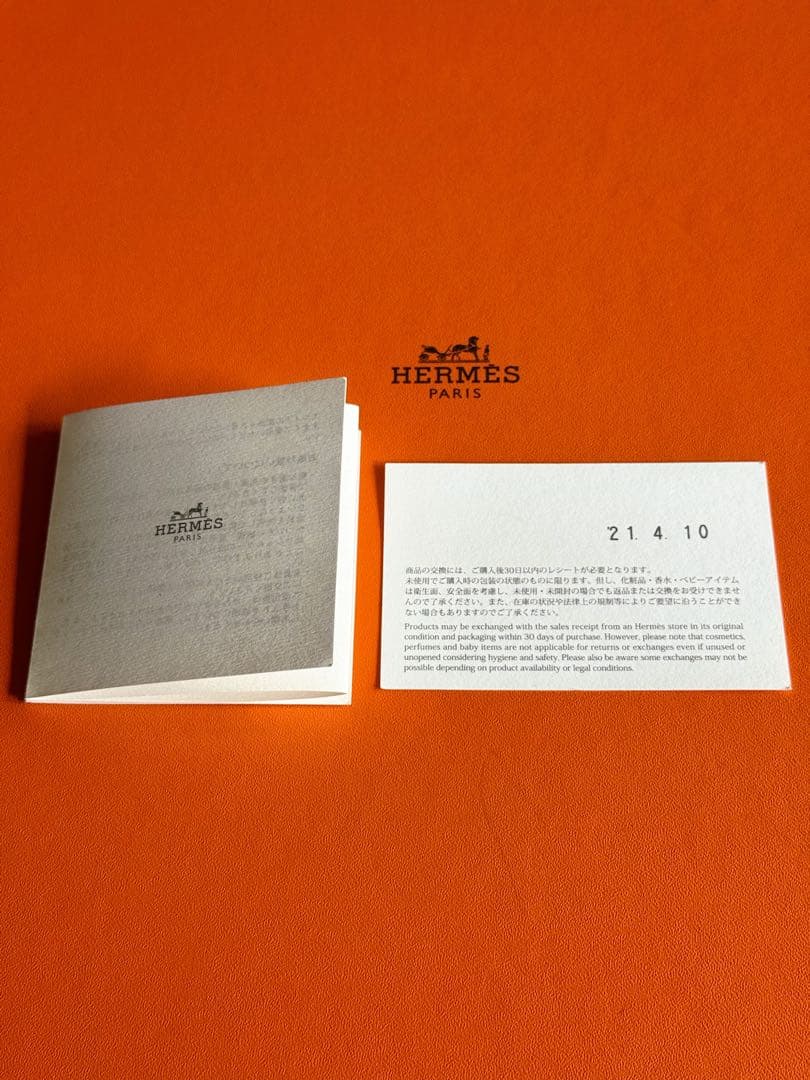 HERMÈS
PARIS
HERMÈS
PARIS
'21. 4. 10
商品の交換には、ご購入後30日以内のレシートが必要となります。
未使用でご購入時の包装の状態のものに限ります。但し、化粧品・香水・ベビーアイテム
は衛生面、安全面を考慮し、未使用・未開封の場合でも返品または交換をお受けできませ
んので了承ください。また、在庫の状況や法律上の規制等によりご要望に沿うことができ
ない場合もありますのでご了承ください。
Products may be exchanged with the sales receipt from an Hermès store in its original
condition and packaging within 30 days of purchase. However, please note that cosmetics,
perfumes and baby items are not applicable for returns or exchanges even if unused or
unopened considering hygiene and safety. Please also be aware some exchanges may not be
possible depending on product availability or legal conditions.